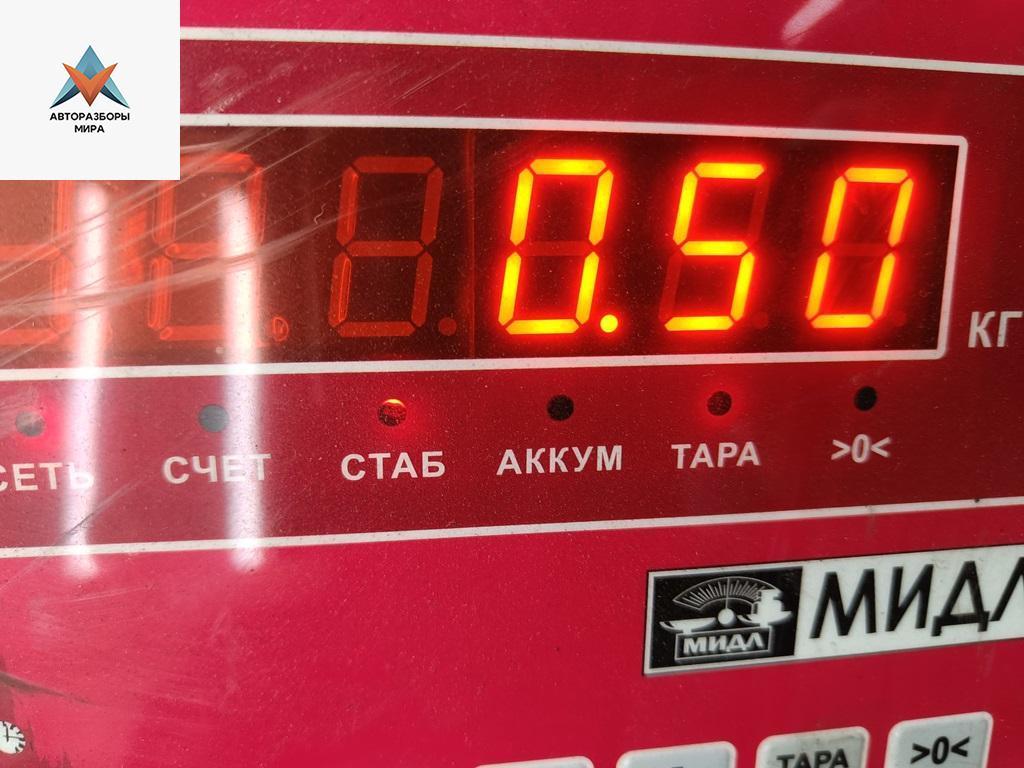 АВТОРАЗБОРЫ
МИРА
0.50
КГ
СЕТЬ СЧЕТ СТАБ АККУМ ТАРА >0<
МИДЛ МИДЛ
ТАРА >0<